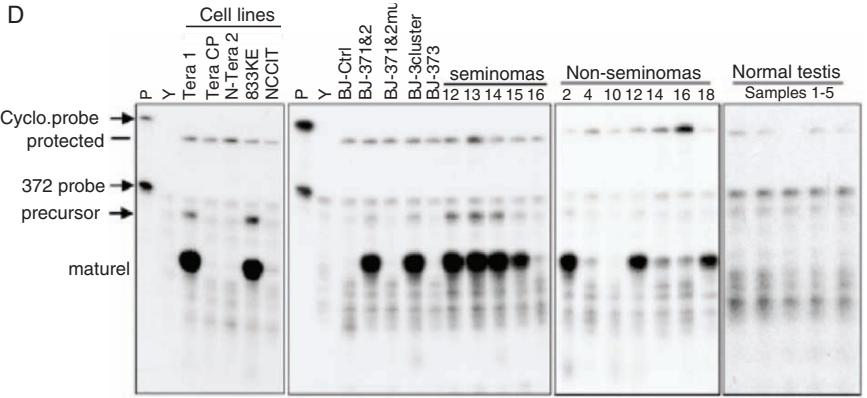 D
Cell lines
P Y Tera 1 Tera CP N-Tera 2 833KE NCCIT
P Y BJ-Ctrl BJ-371&2 BJ-371&2mu BJ-3cluster BJ-373
seminomas
12 13 14 15 16
Non-seminomas
2 4 10 12 14 16 18
Normal testis
Samples 1-5
Cyclo.probe
protected
372 probe
precursor
maturel